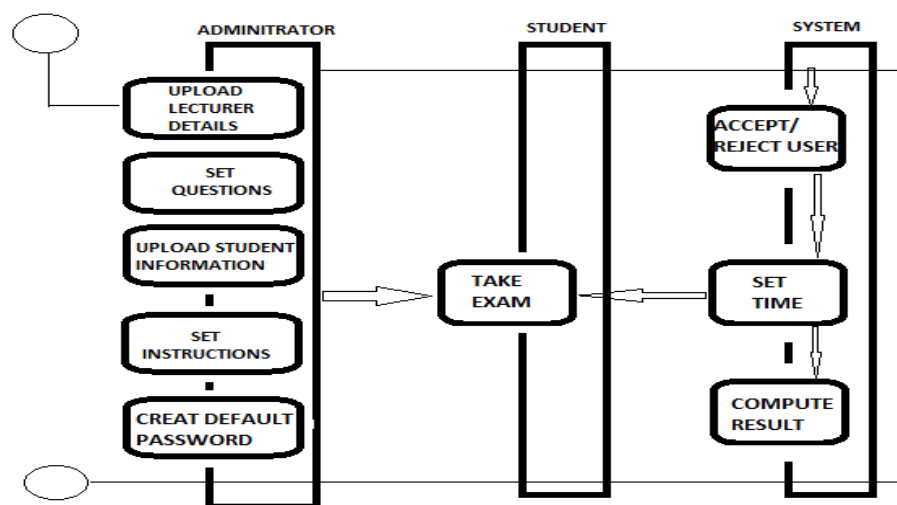 ADMINITRATOR
STUDENT
SYSTEM
UPLOAD
LECTURER
DETAILS
SET
QUESTIONS
UPLOAD STUDENT
INFORMATION
SET
INSTRUCTIONS
CREAT DEFAULT
PASSWORD
TAKE
EXAM
ACCEPT/
REJECT USER
SET
TIME
COMPUTE
RESULT